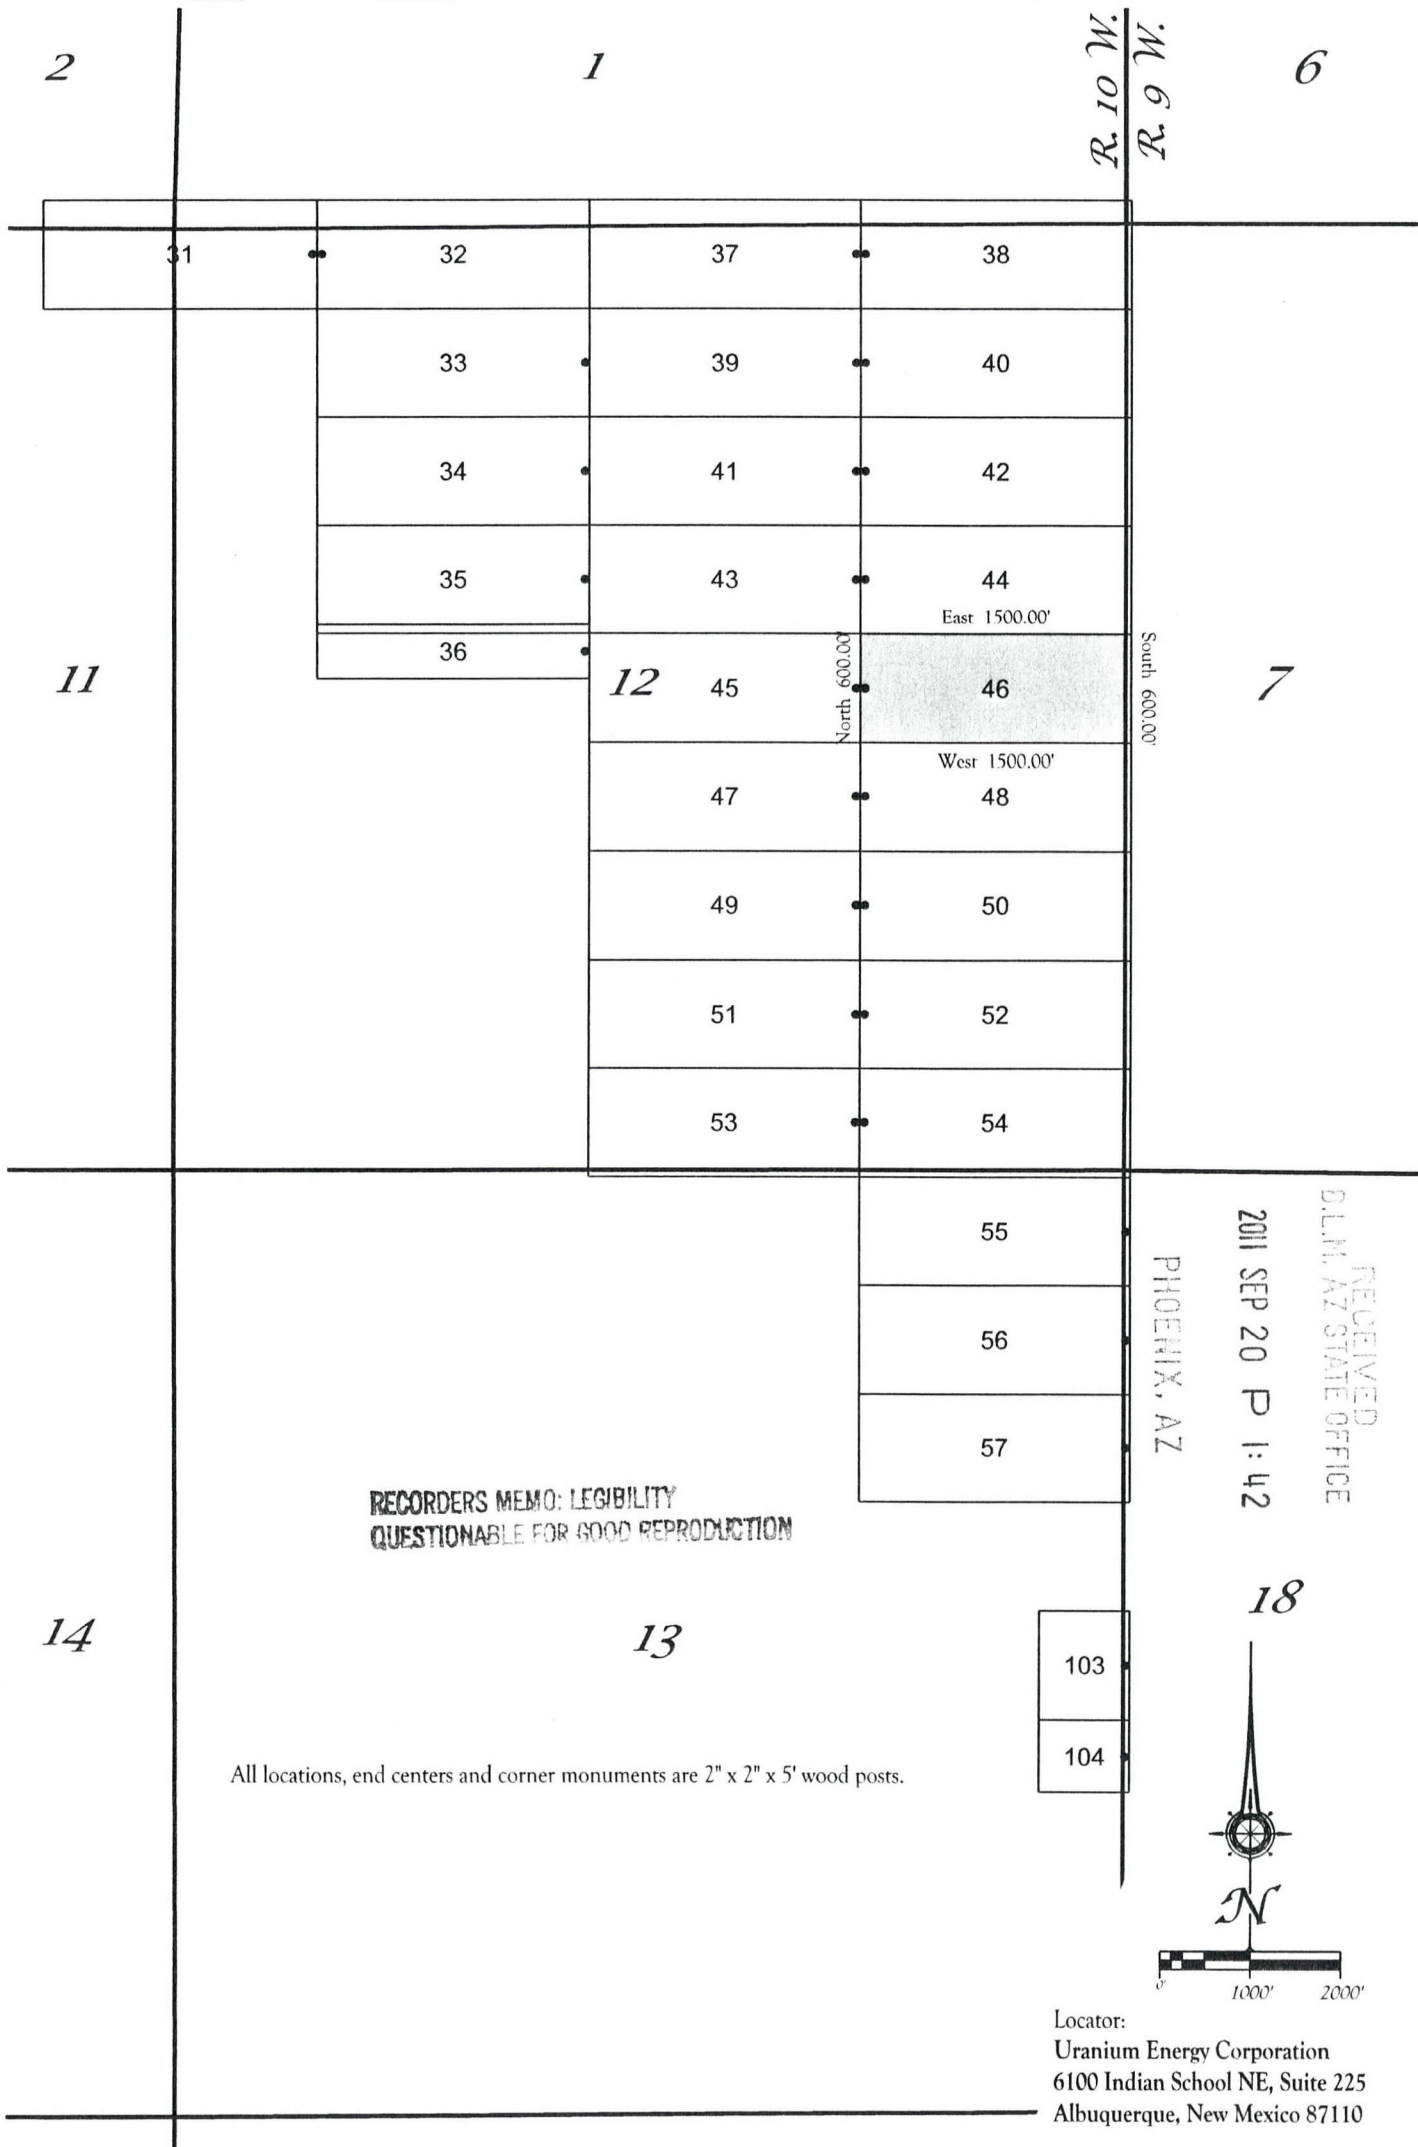 2
1
R. 10 W.
R. 9 W.
6
31
32
37
38
33
39
40
34
41
42
35
43
44
East 1500.00'
36
11
12
45
North 600.00'
46
South 600.00'
7
West 1500.00'
47
48
49
50
51
52
53
54
55
56
57
RECEIVED
B.L.M. AZ STATE OFFICE
2011 SEP 20 P 1:42
PHOENIX, AZ
RECORDERS MEMO: LEGIBILITY
QUESTIONABLE FOR GOOD REPRODUCTION
14
13
18
103
104
All locations, end centers and corner monuments are 2" x 2" x 5' wood posts.
N
0' 1000' 2000'
Locator:
Uranium Energy Corporation
6100 Indian School NE, Suite 225
Albuquerque, New Mexico 87110